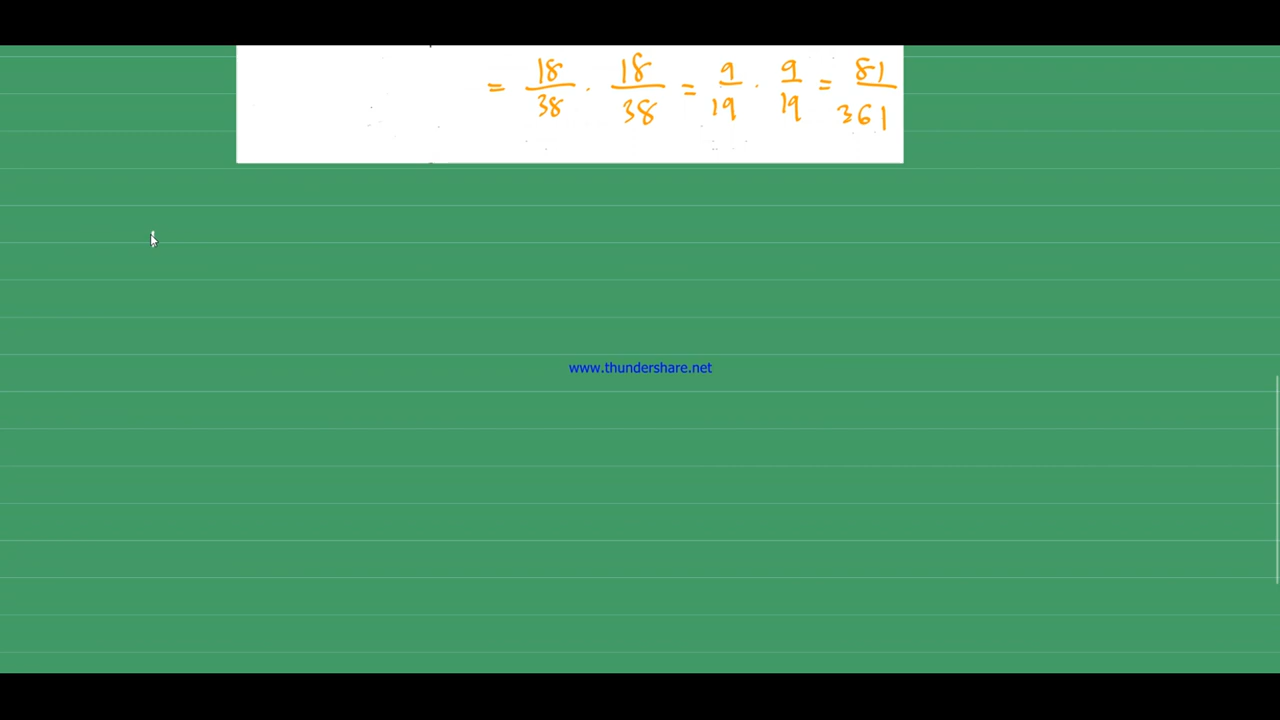 = 18/38 · 18/38 = 9/19 · 9/19 = 81/361
www.thundershare.net